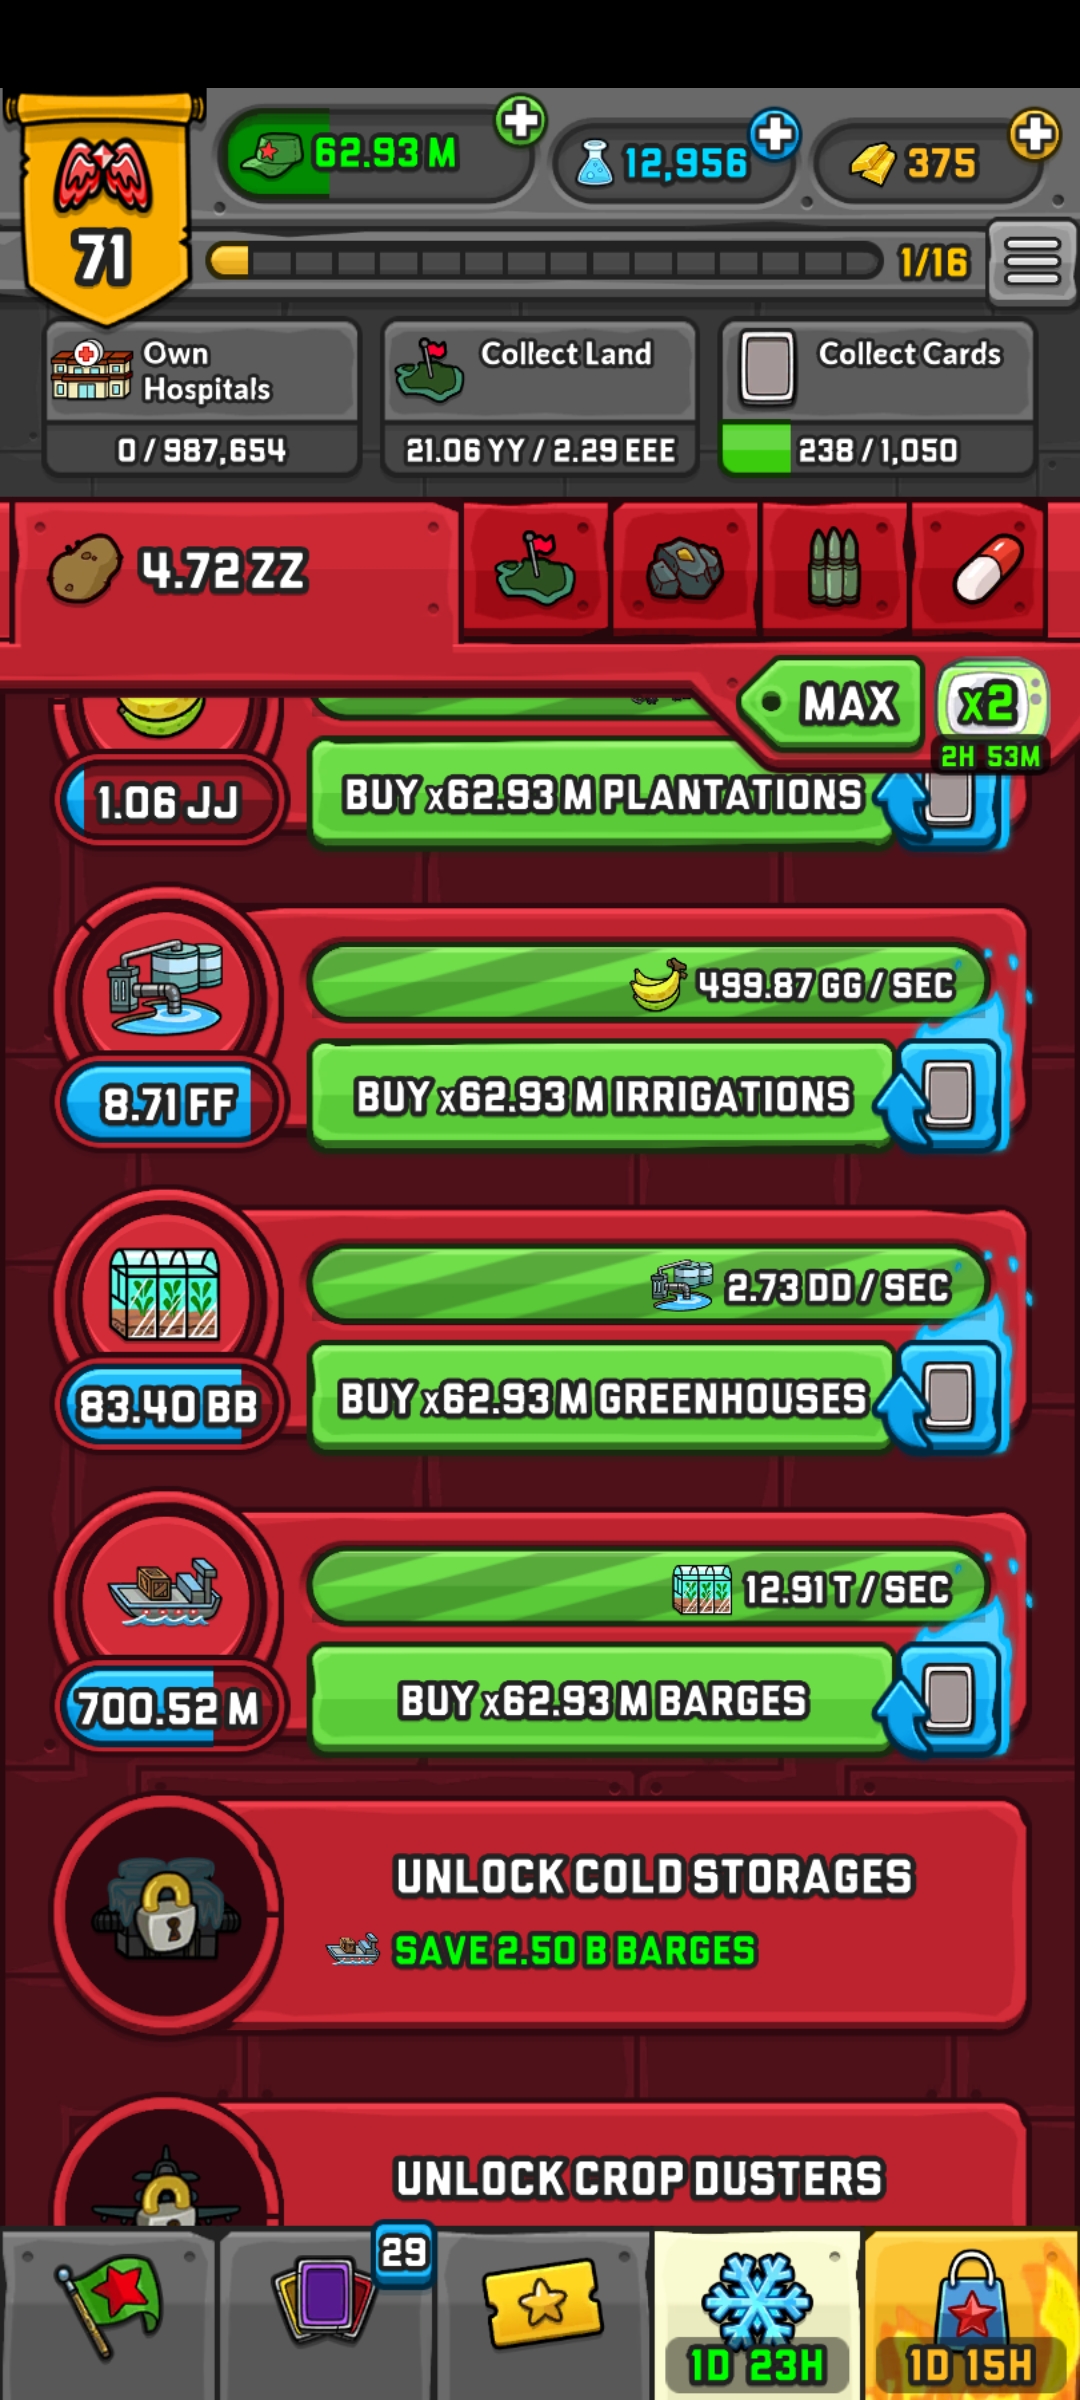 62.93 M
12,956
375
71
1/16
Own
Hospitals
0 / 987,654
Collect Land
21.06 YY / 2.29 EEE
Collect Cards
238 / 1,050
4.72 ZZ
MAX
x2
2H 53M
1.06 JJ
BUY x62.93 M PLANTATIONS
499.87 GG / SEC
8.71 FF
BUY x62.93 M IRRIGATIONS
2.73 DD / SEC
83.40 BB
BUY x62.93 M GREENHOUSES
12.91 T / SEC
700.52 M
BUY x62.93 M BARGES
UNLOCK COLD STORAGES
SAVE 2.50 B BARGES
UNLOCK CROP DUSTERS
29
1D 23H
1D 15H